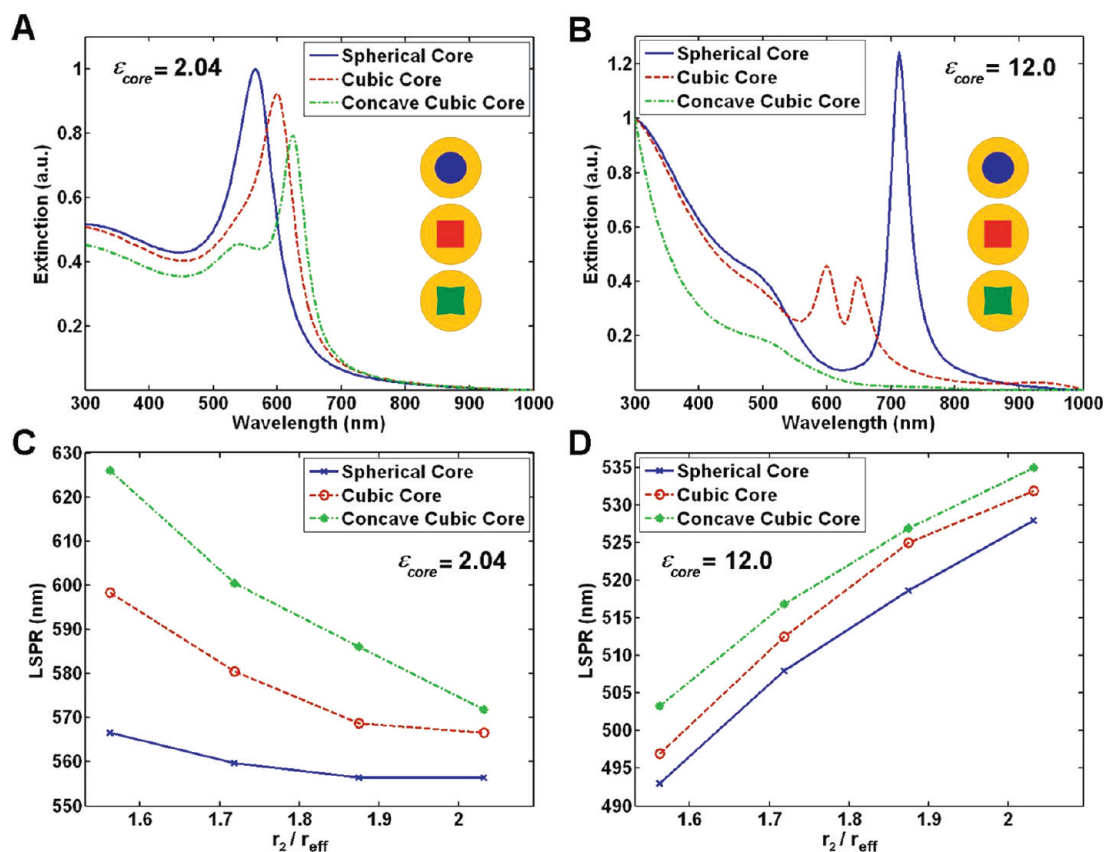 A
ε_core = 2.04
Spherical Core
Cubic Core
Concave Cubic Core
Extinction (a.u.)
1
0.8
0.6
0.4
0.2
300 400 500 600 700 800 900 1000
Wavelength (nm)
B
Spherical Core
Cubic Core
Concave Cubic Core
ε_core = 12.0
Extinction (a.u.)
1.2
1
0.8
0.6
0.4
0.2
300 400 500 600 700 800 900 1000
Wavelength (nm)
C
Spherical Core
Cubic Core
Concave Cubic Core
ε_core = 2.04
LSPR (nm)
630
620
610
600
590
580
570
560
550
1.6 1.7 1.8 1.9 2
r_2 / r_eff
D
Spherical Core
Cubic Core
Concave Cubic Core
ε_core = 12.0
LSPR (nm)
535
530
525
520
515
510
505
500
495
490
1.6 1.7 1.8 1.9 2
r_2 / r_eff